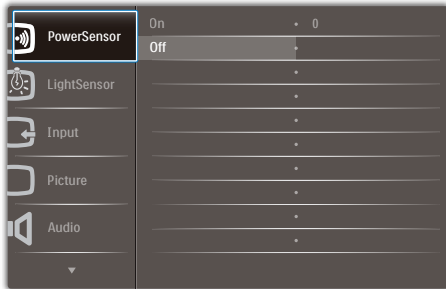 PowerSensor
LightSensor
Input
Picture
Audio
On 0
Off